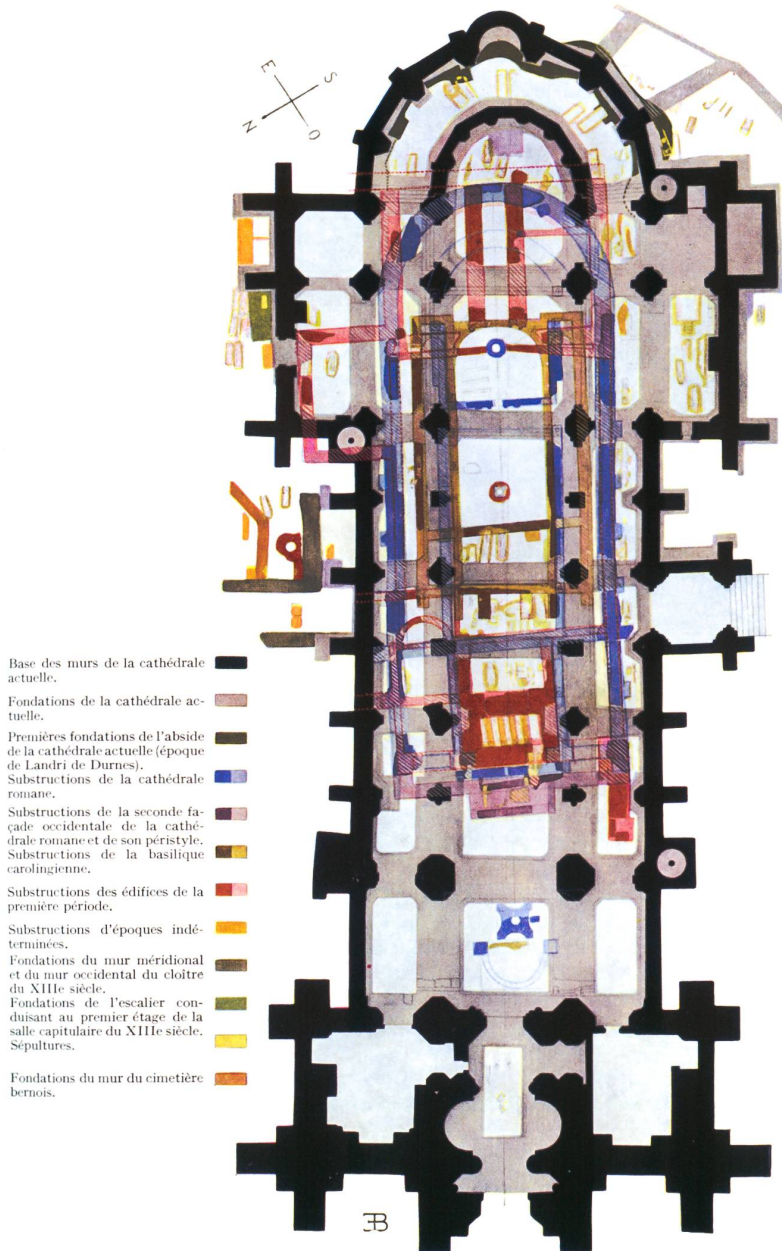 E
S
N
O
Base des murs de la cathédrale
actuelle.
Fondations de la cathédrale ac-
tuelle.
Premières fondations de l'abside
de la cathédrale actuelle (époque
de Landri de Durnes).
Substructions de la cathédrale
romane.
Substructions de la seconde fa-
çade occidentale de la cathé-
drale romane et de son péristyle.
Substructions de la basilique
carolingienne.
Substructions des édifices de la
première période.
Substructions d'époques indé-
terminées.
Fondations du mur méridional
et du mur occidental du cloître
du XIIIe siècle.
Fondations de l'escalier con-
duisant au premier étage de la
salle capitulaire du XIIIe siècle.
Sépultures.
Fondations du mur du cimetière
bernois.